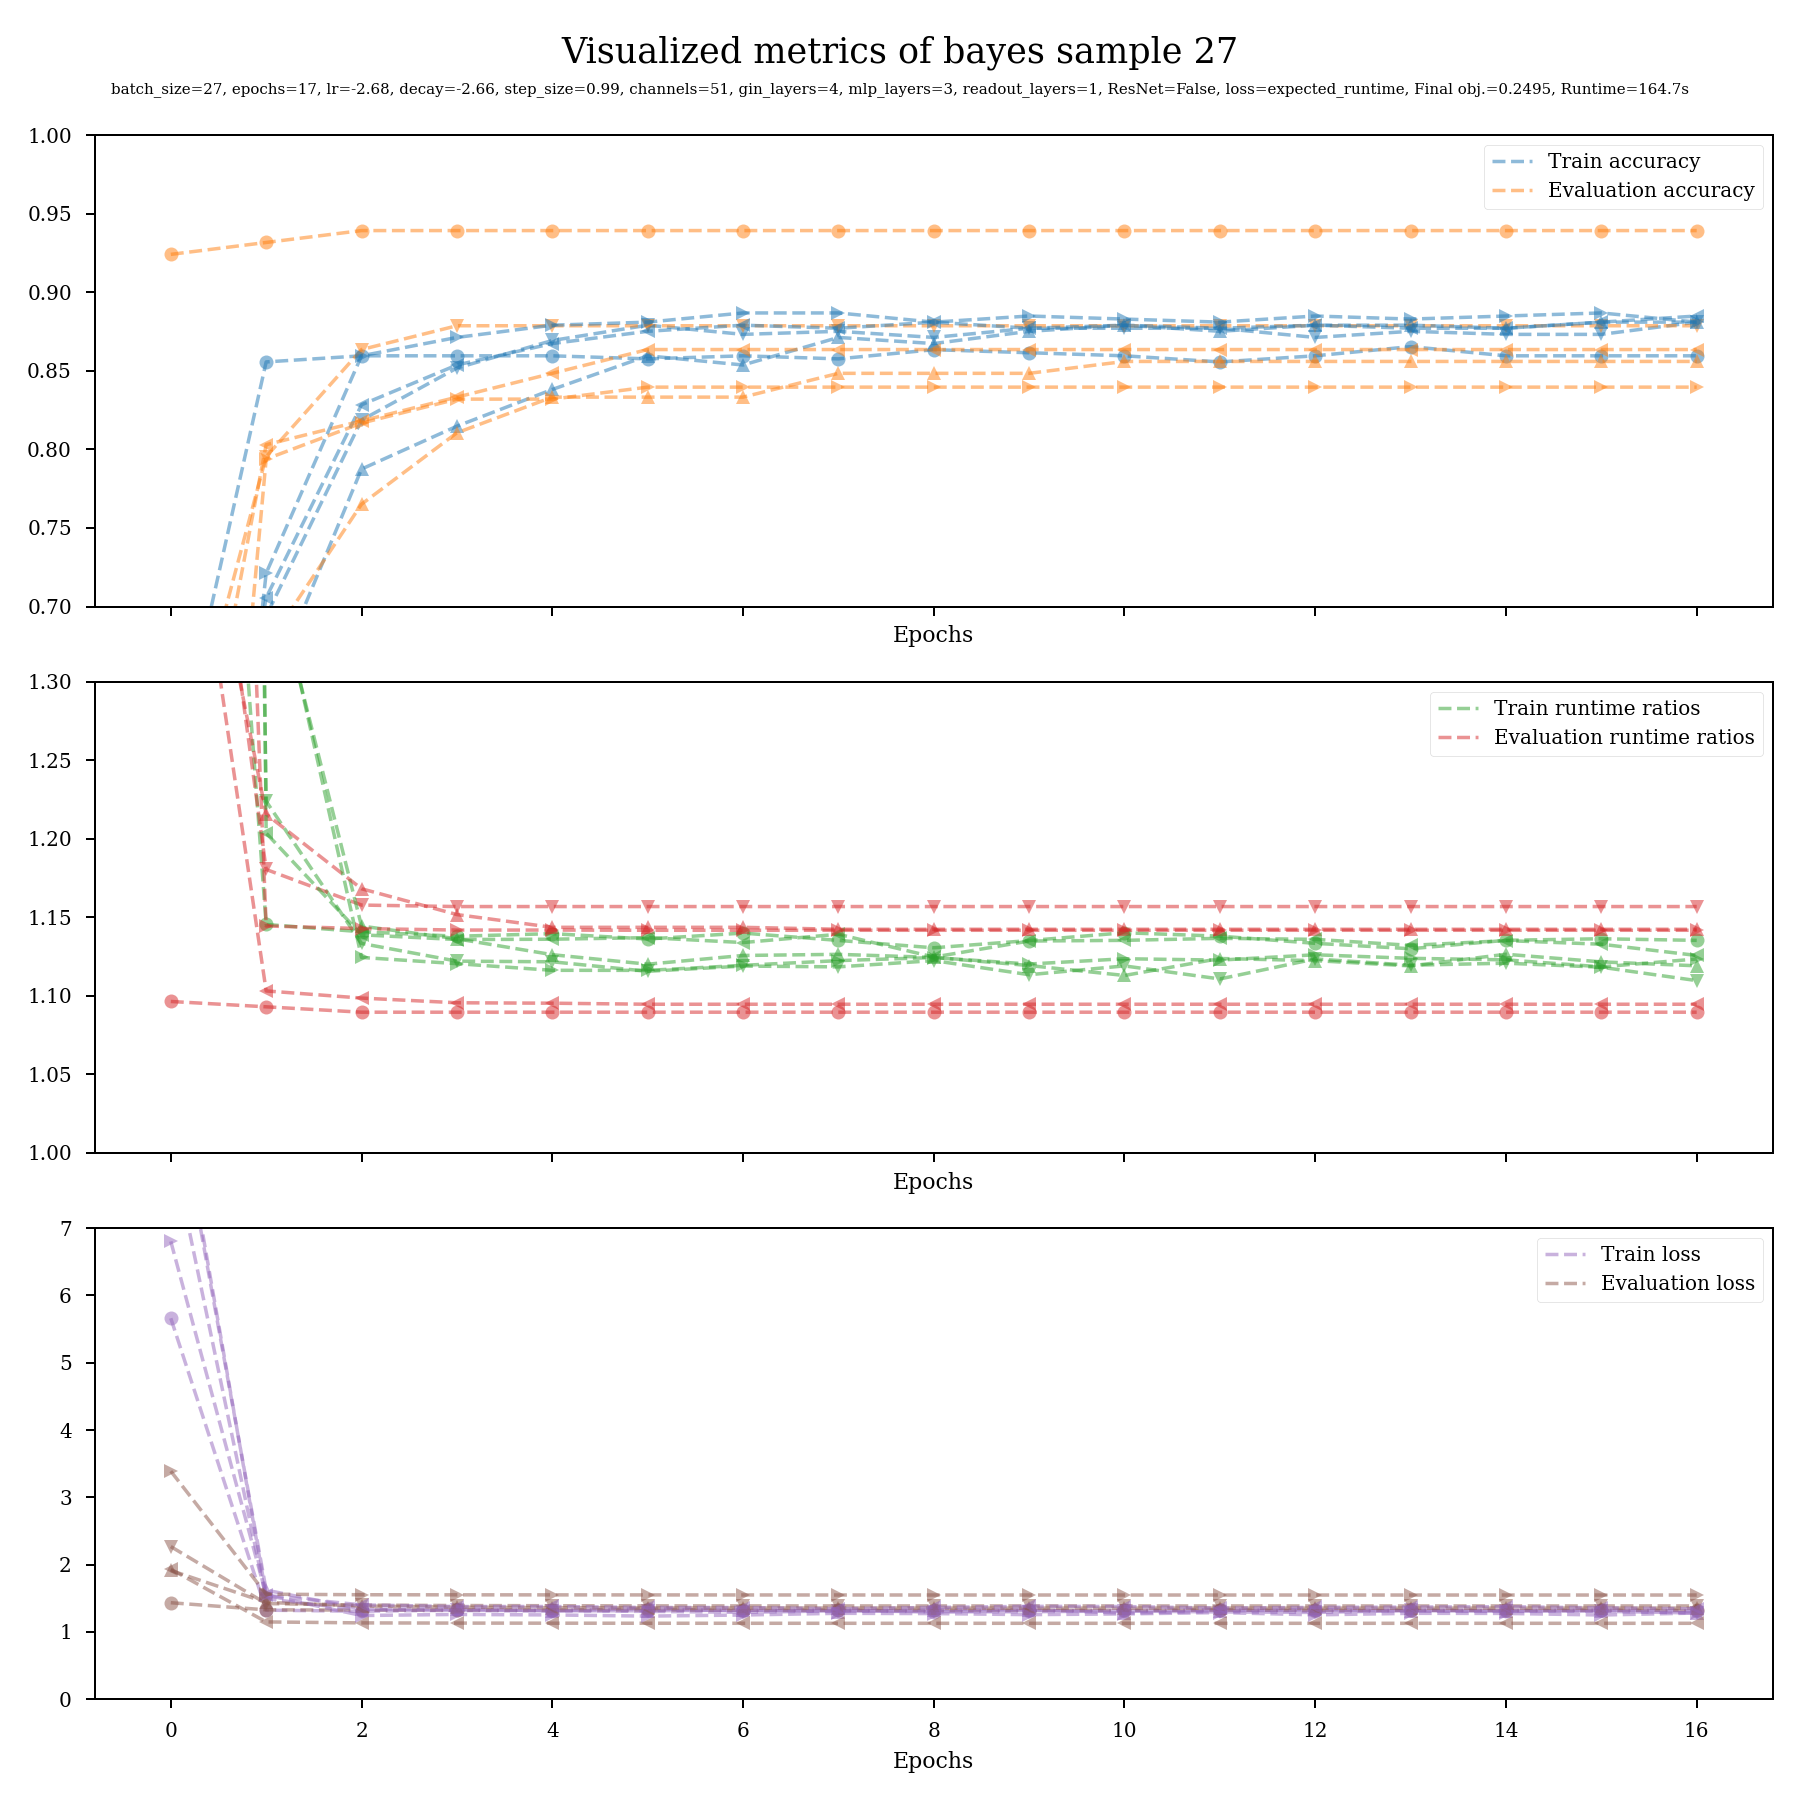 Visualized metrics of bayes sample 27
batch_size=27, epochs=17, lr=-2.68, decay=-2.66, step_size=0.99, channels=51, gin_layers=4, mlp_layers=3, readout_layers=1, ResNet=False, loss=expected_runtime, Final obj.=0.2495, Runtime=164.7s
1.00
0.95
0.90
0.85
0.80
0.75
0.70
Train accuracy
Evaluation accuracy
Epochs
1.30
1.25
1.20
1.15
1.10
1.05
1.00
Train runtime ratios
Evaluation runtime ratios
Epochs
7
6
5
4
3
2
1
0
Train loss
Evaluation loss
0 2 4 6 8 10 12 14 16
Epochs